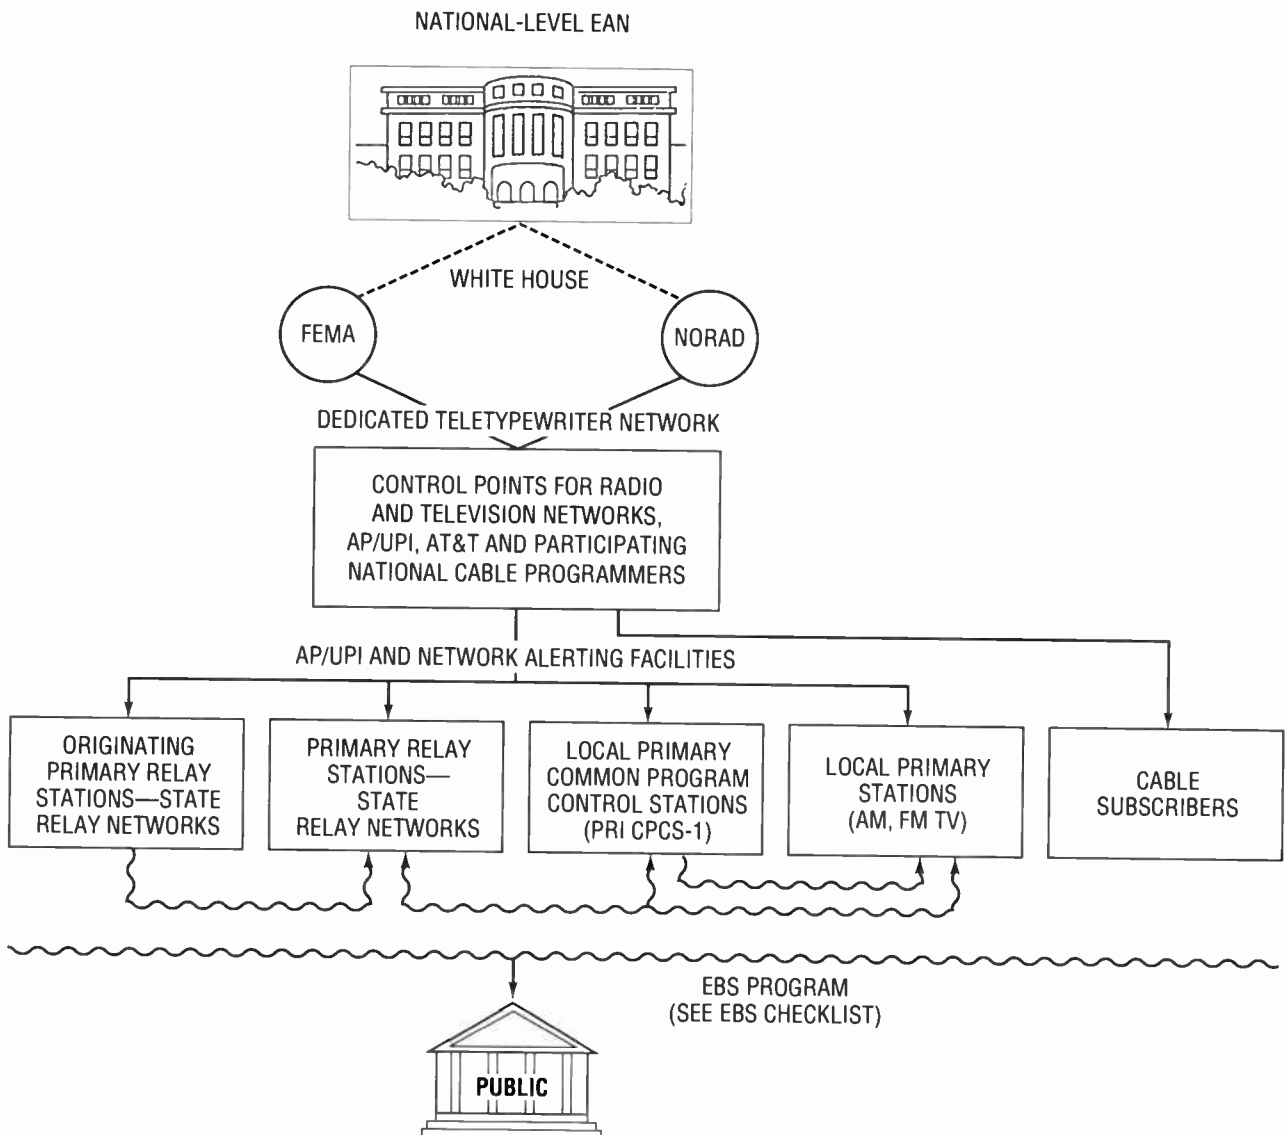 NATIONAL-LEVEL EAN
WHITE HOUSE
FEMA
NORAD
DEDICATED TELETYPEWRITER NETWORK
CONTROL POINTS FOR RADIO
AND TELEVISION NETWORKS,
AP/UPI, AT&T AND PARTICIPATING
NATIONAL CABLE PROGRAMMERS
AP/UPI AND NETWORK ALERTING FACILITIES
ORIGINATING
PRIMARY RELAY
STATIONS—STATE
RELAY NETWORKS
PRIMARY RELAY
STATIONS—
STATE
RELAY NETWORKS
LOCAL PRIMARY
COMMON PROGRAM
CONTROL STATIONS
(PRI CPCS-1)
LOCAL PRIMARY
STATIONS
(AM, FM TV)
CABLE
SUBSCRIBERS
EBS PROGRAM
(SEE EBS CHECKLIST)
PUBLIC